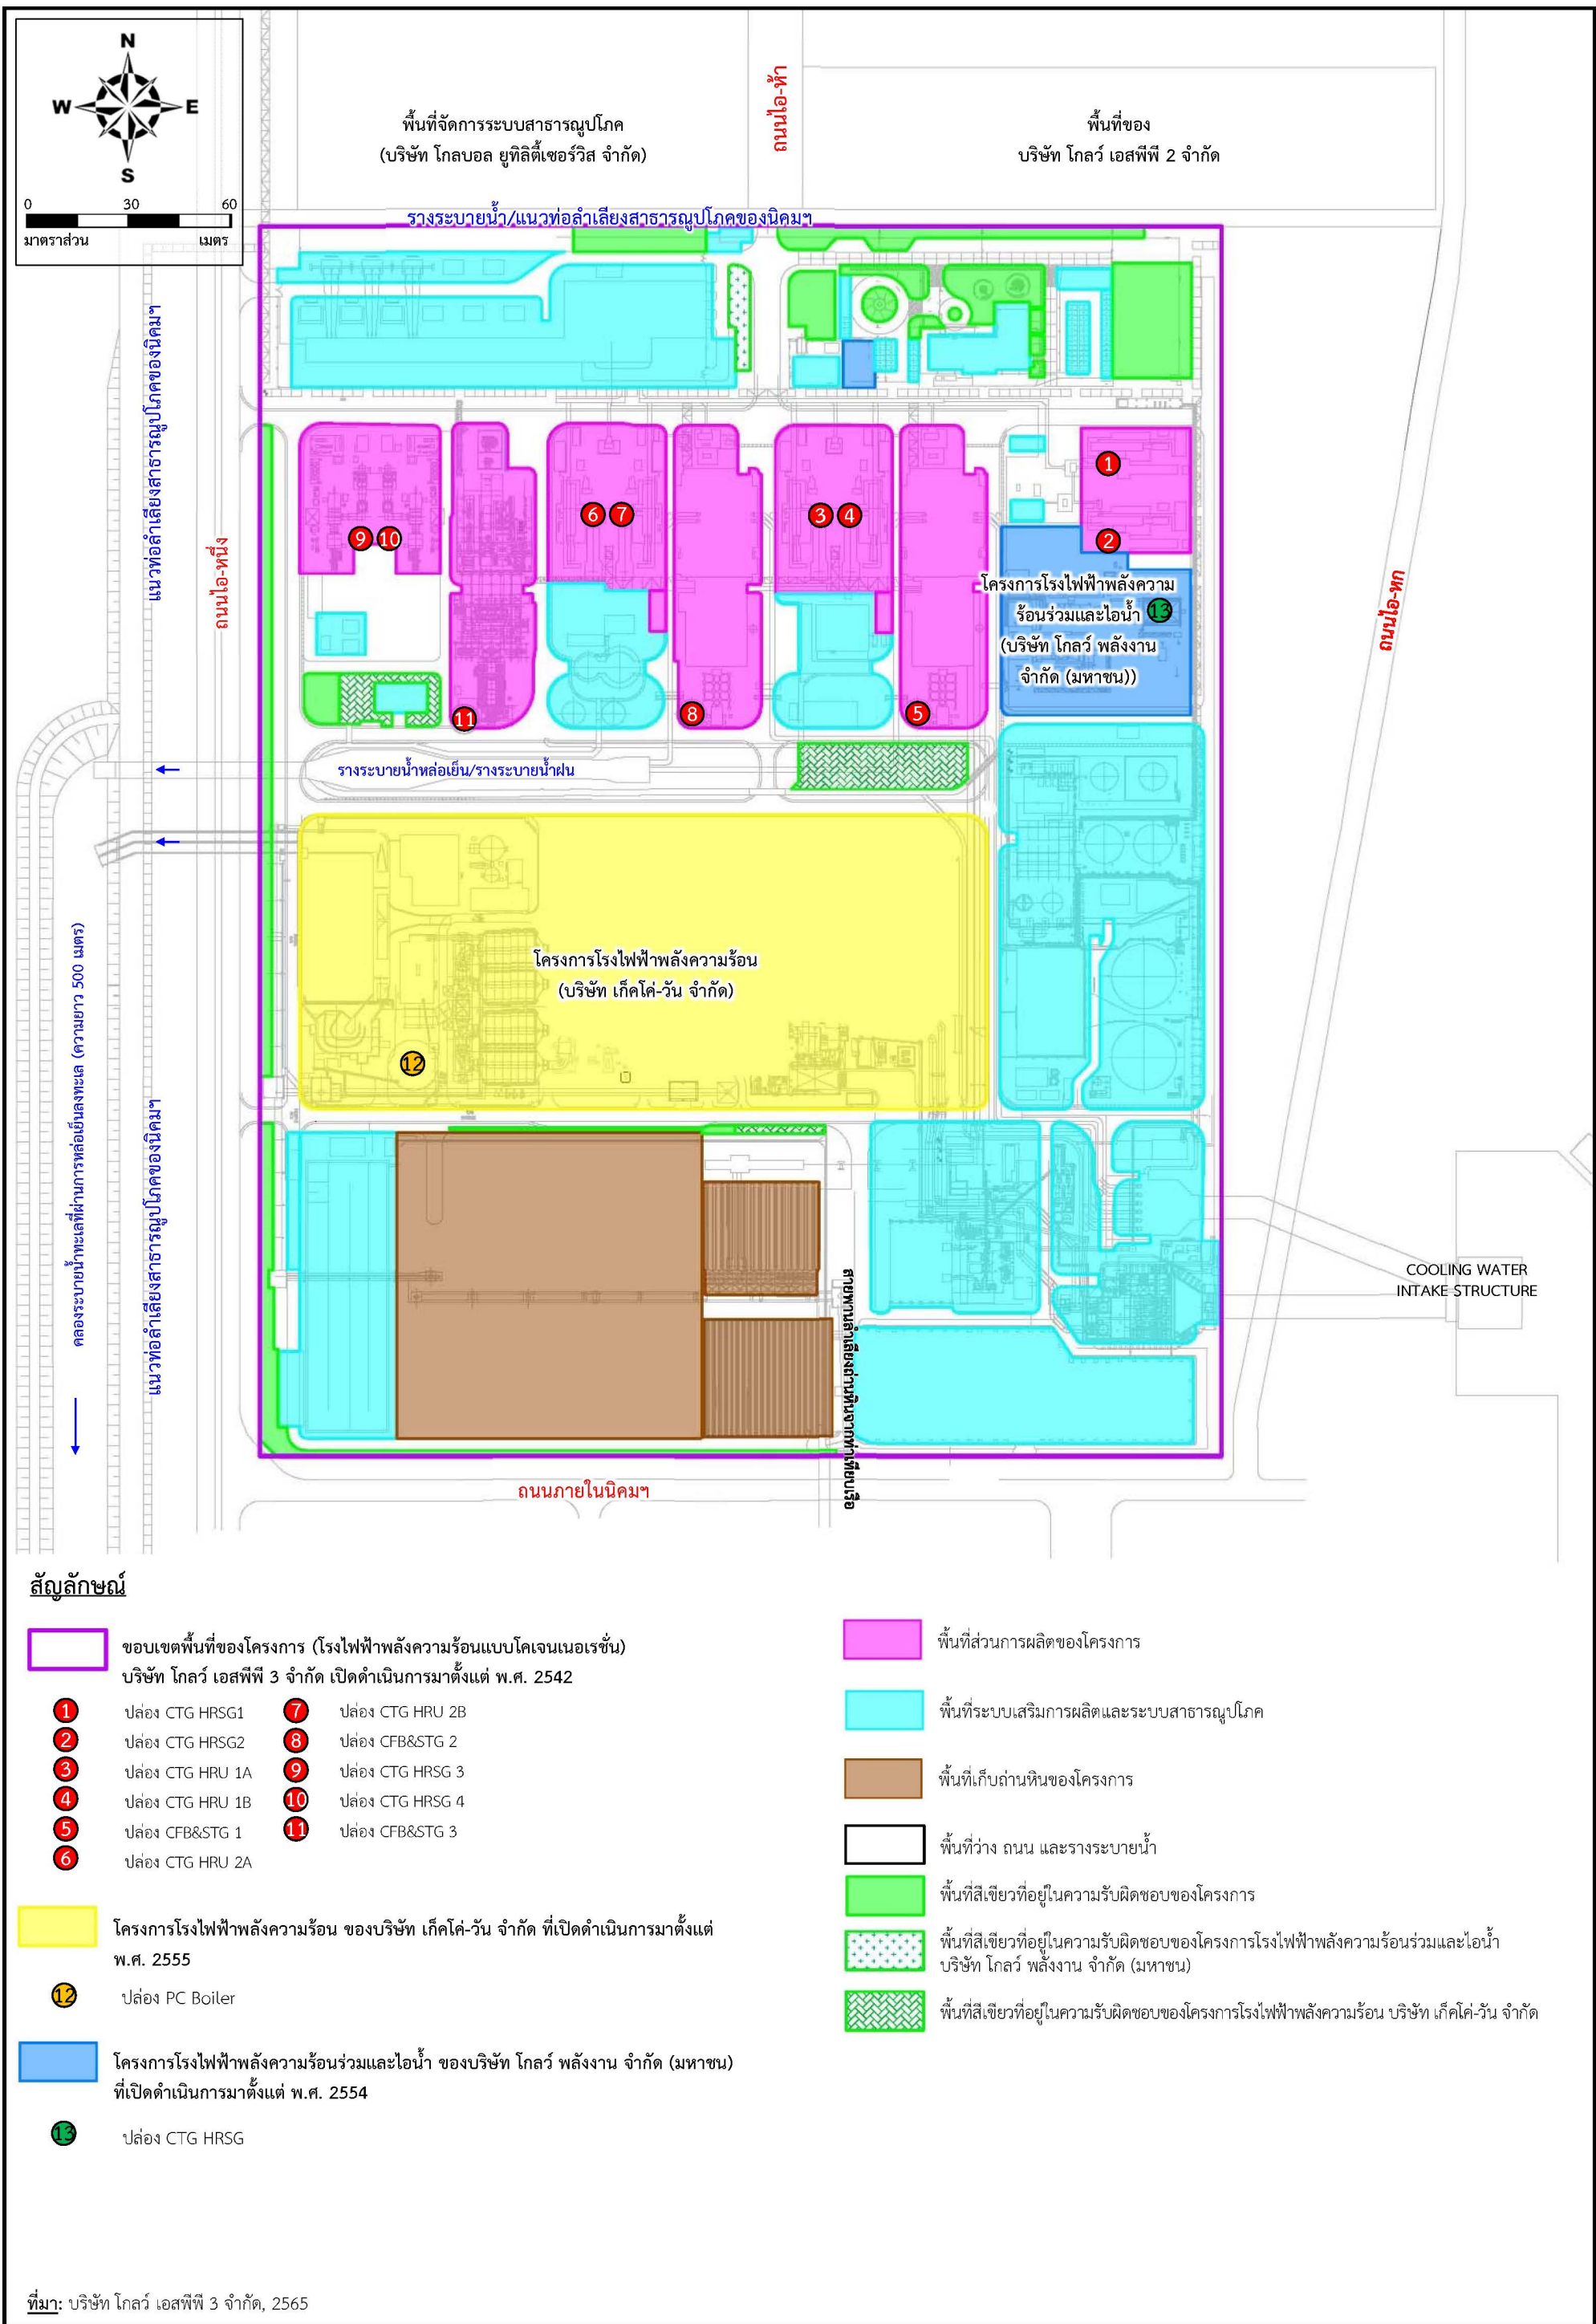 N
W
E
S
0 30 60
มาตราส่วน เมตร
พื้นที่จัดการระบบสาธารณูปโภค
(บริษัท โกลบอล ยูทิลิตี้เซอร์วิส จำกัด)
ถนนไอ-ห้า
พื้นที่ของ
บริษัท โกลว์ เอสพีพี 2 จำกัด
รางระบายน้ำ/แนวท่อลำเลียงสาธารณูปโภคของนิคมฯ
แนวท่อลำเลียงสาธารณูปโภคของนิคมฯ
ถนนไอ-หนึ่ง
ถนนไอ-หก
1
6 7
3 4
9 10
2
โครงการโรงไฟฟ้าพลังความ
ร้อนร่วมและไอน้ำ 13
(บริษัท โกลว์ พลังงาน
จำกัด (มหาชน))
11
8
5
รางระบายน้ำหล่อเย็น/รางระบายน้ำฝน
โครงการโรงไฟฟ้าพลังความร้อน
(บริษัท เก็คโค่-วัน จำกัด)
12
คลองระบายน้ำทะเลที่ผ่านการหล่อเย็นลงทะเล (ความยาว 500 เมตร)
แนวท่อลำเลียงสาธารณูปโภคของนิคมฯ
COOLING WATER
INTAKE STRUCTURE
สายพานลำเลียงถ่านหินจากท่าเทียบเรือ
ถนนภายในนิคมฯ
สัญลักษณ์
ขอบเขตพื้นที่ของโครงการ (โรงไฟฟ้าพลังความร้อนแบบโคเจนเนอเรชั่น)
บริษัท โกลว์ เอสพีพี 3 จำกัด เปิดดำเนินการมาตั้งแต่ พ.ศ. 2542
1 ปล่อง CTG HRSG1
2 ปล่อง CTG HRSG2
3 ปล่อง CTG HRU 1A
4 ปล่อง CTG HRU 1B
5 ปล่อง CFB&STG 1
6 ปล่อง CTG HRU 2A
7 ปล่อง CTG HRU 2B
8 ปล่อง CFB&STG 2
9 ปล่อง CTG HRSG 3
10 ปล่อง CTG HRSG 4
11 ปล่อง CFB&STG 3
โครงการโรงไฟฟ้าพลังความร้อน ของบริษัท เก็คโค่-วัน จำกัด ที่เปิดดำเนินการมาตั้งแต่
พ.ศ. 2555
12 ปล่อง PC Boiler
โครงการโรงไฟฟ้าพลังความร้อนร่วมและไอน้ำ ของบริษัท โกลว์ พลังงาน จำกัด (มหาชน)
ที่เปิดดำเนินการมาตั้งแต่ พ.ศ. 2554
13 ปล่อง CTG HRSG
พื้นที่ส่วนการผลิตของโครงการ
พื้นที่ระบบเสริมการผลิตและระบบสาธารณูปโภค
พื้นที่เก็บถ่านหินของโครงการ
พื้นที่ว่าง ถนน และรางระบายน้ำ
พื้นที่สีเขียวที่อยู่ในความรับผิดชอบของโครงการ
พื้นที่สีเขียวที่อยู่ในความรับผิดชอบของโครงการโรงไฟฟ้าพลังความร้อนร่วมและไอน้ำ
บริษัท โกลว์ พลังงาน จำกัด (มหาชน)
พื้นที่สีเขียวที่อยู่ในความรับผิดชอบของโครงการโรงไฟฟ้าพลังความร้อน บริษัท เก็คโค่-วัน จำกัด
ที่มา: บริษัท โกลว์ เอสพีพี 3 จำกัด, 2565